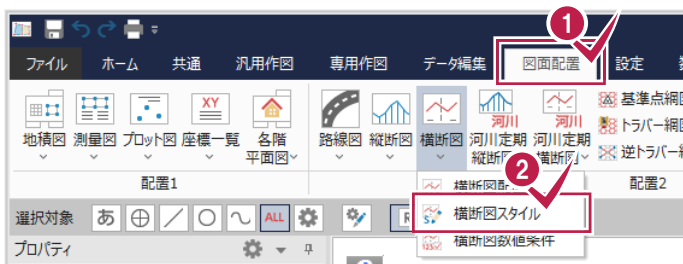 1
ファイル ホーム 共通 汎用作図 専用作図 データ編集 図面配置 設定
XY 河川 河川 基準点網図
地積図 測量図 プロット図 座標一覧 各階平面図 路線図 縦断図 横断図 河川定期縦断図 河川定期横断図 トラバー網
逆トラバー網
配置1 2 配置2
選択対象 あ ALL R
横断図配
横断図スタイル
プロパティ 横断図数値条件